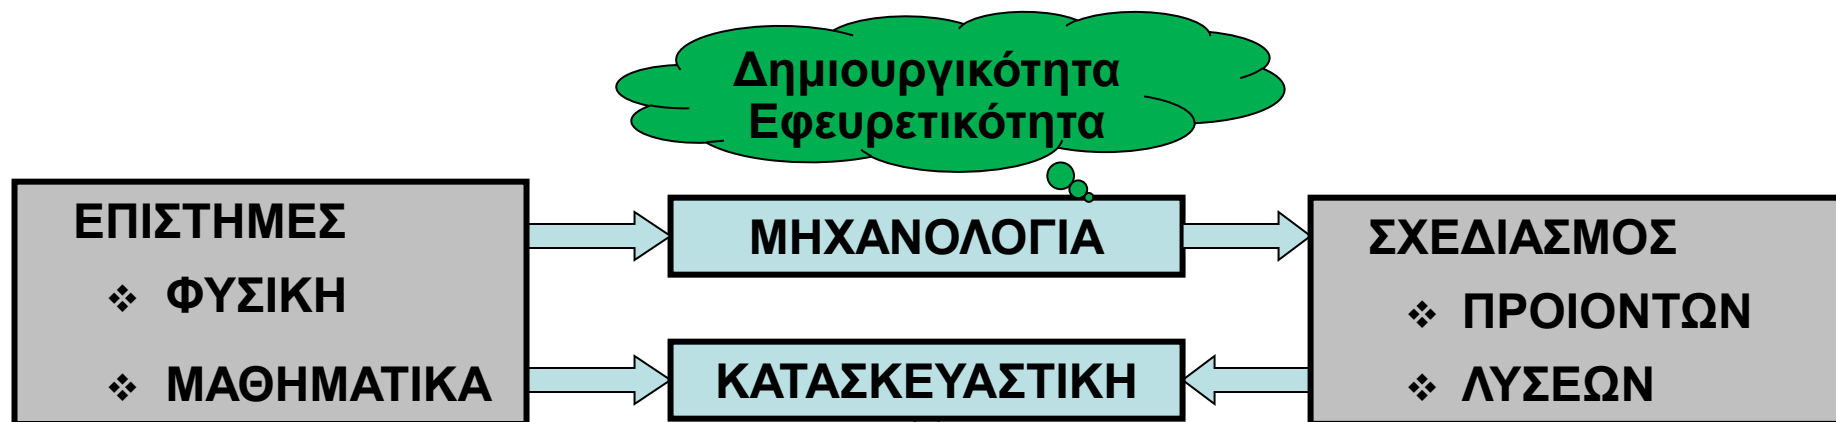 Δημιουργικότητα
Εφευρετικότητα
ΕΠΙΣΤΗΜΕΣ
❖ ΦΥΣΙΚΗ
❖ ΜΑΘΗΜΑΤΙΚΑ
ΜΗΧΑΝΟΛΟΓΙΑ
ΚΑΤΑΣΚΕΥΑΣΤΙΚΗ
ΣΧΕΔΙΑΣΜΟΣ
❖ ΠΡΟΙΟΝΤΩΝ
❖ ΛΥΣΕΩΝ